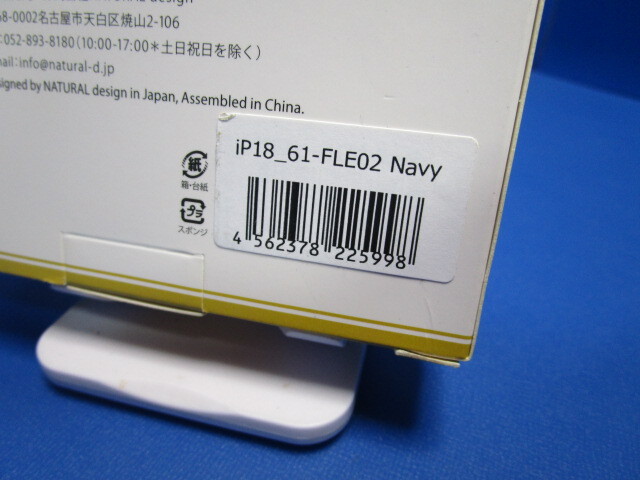 design
68-0002名古屋市天白区焼山2-106
:052-893-8180(10:00-17:00*土日祝日を除く)
mail:info@natural-d.jp
signed by NATURAL design in Japan, Assembled in China.
iP18_61-FLE02 Navy
紙
箱・台紙
プラ
スポンジ
4 562378 225998